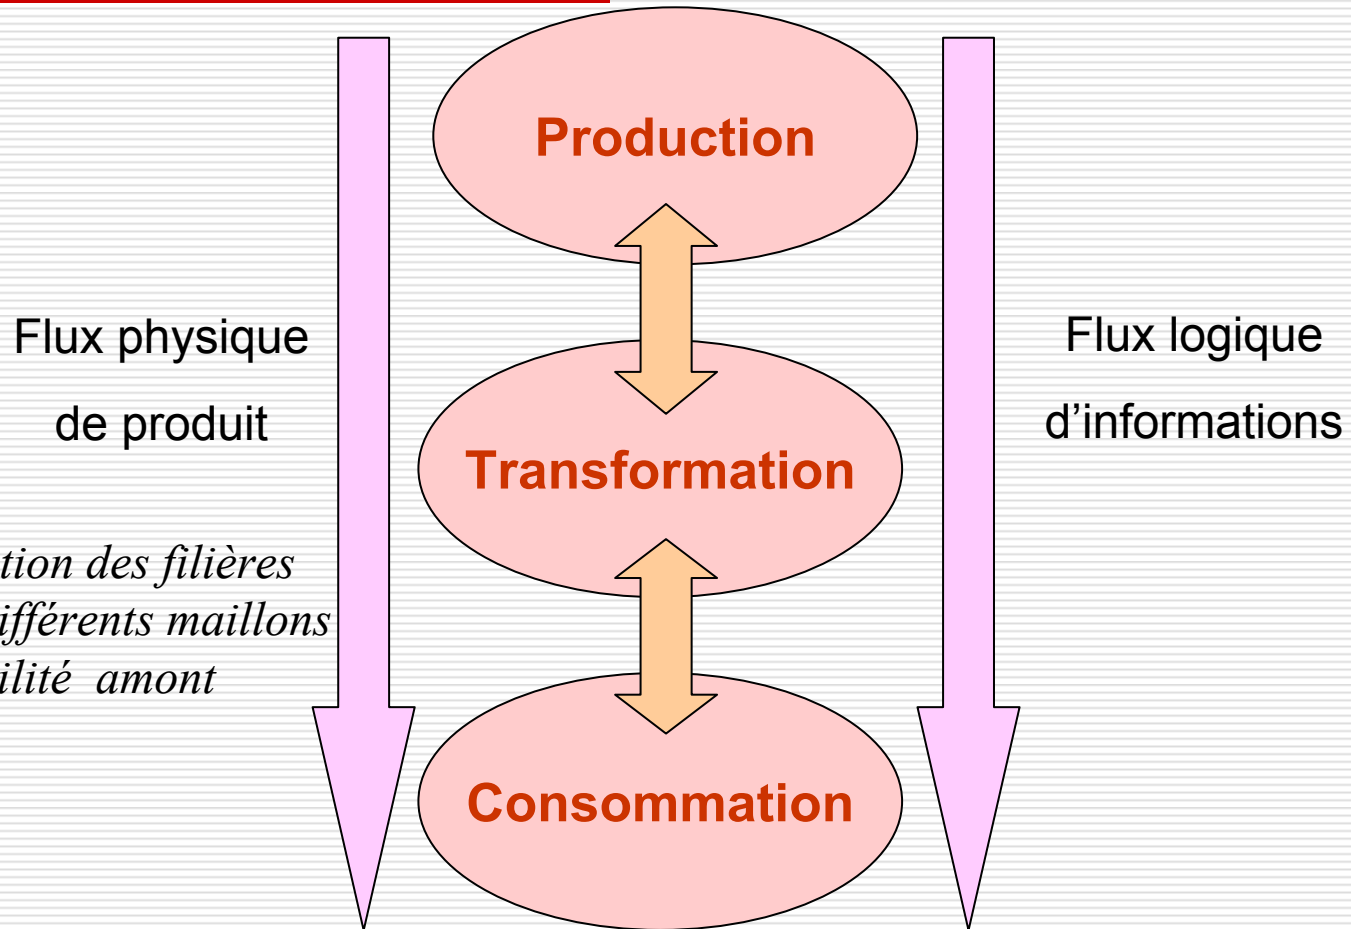 Production
Flux physique
de produit
Flux logique
d’informations
Transformation
tion des filières
ifférents maillons
ilité amont
Consommation